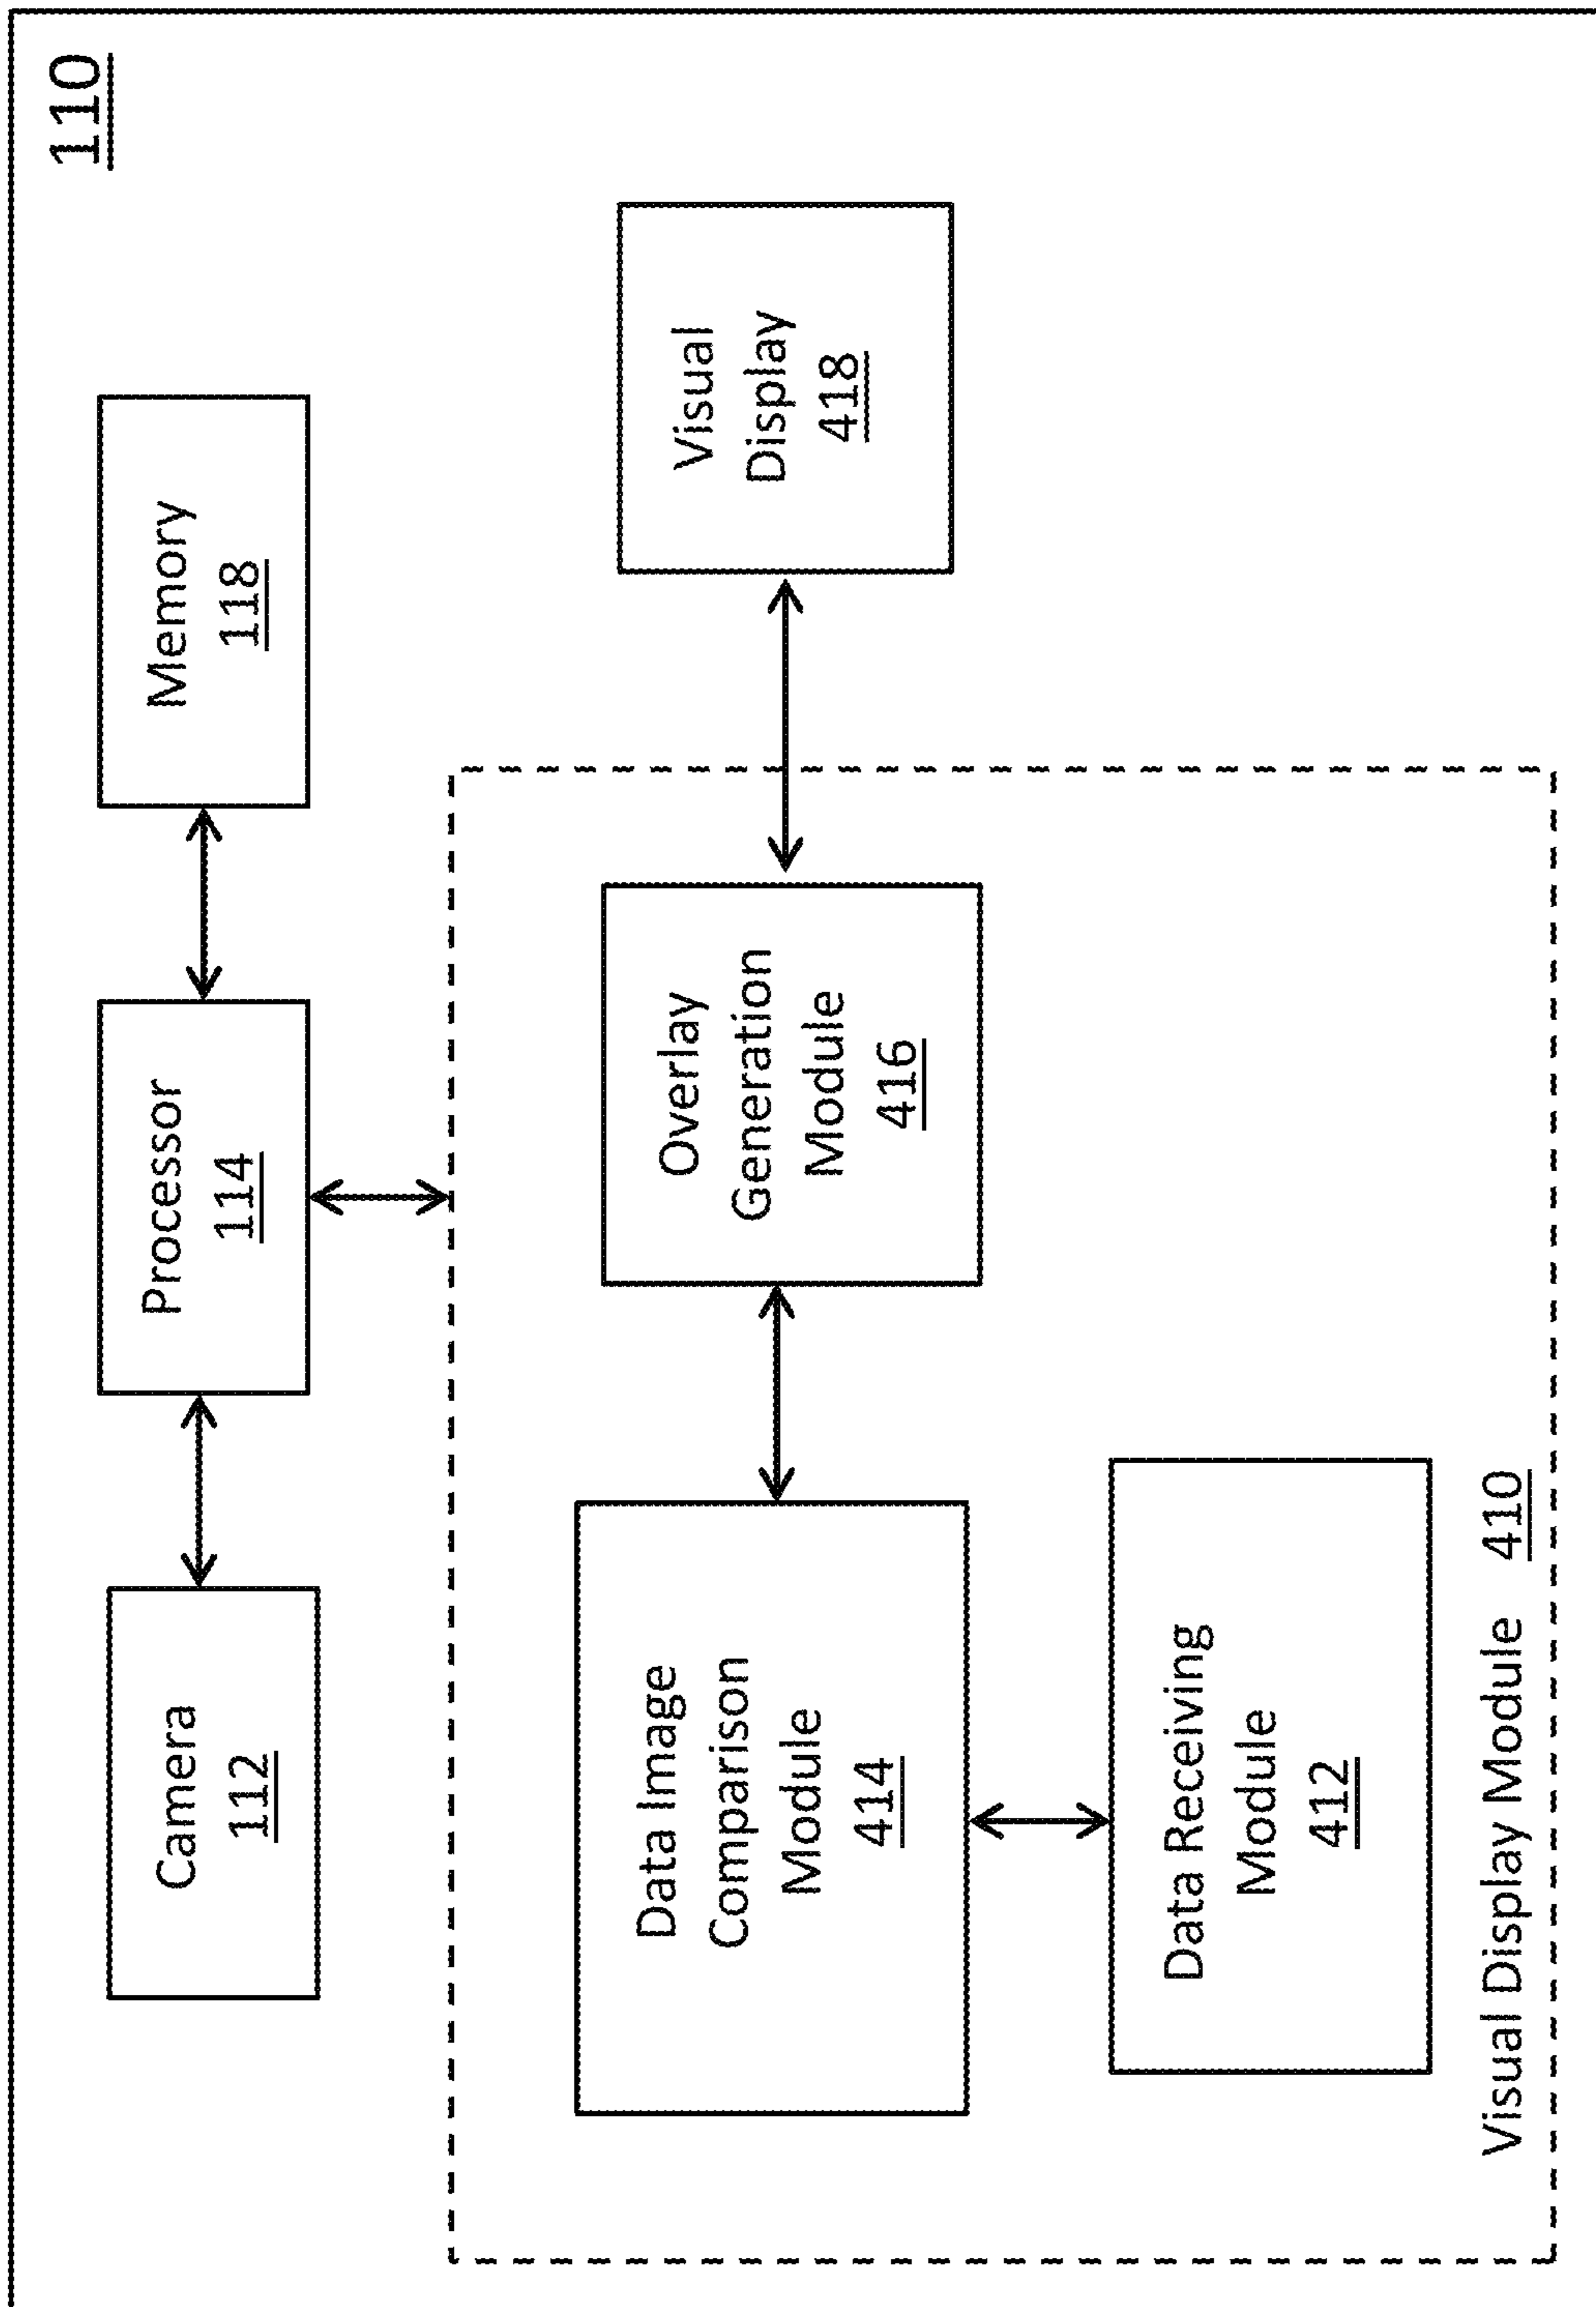 110
Camera
112
Processor
114
Memory
118
Data Image
Comparison
Module
414
Overlay
Generation
Module
416
Visual
Display
418
Data Receiving
Module
412
Visual Display Module 410